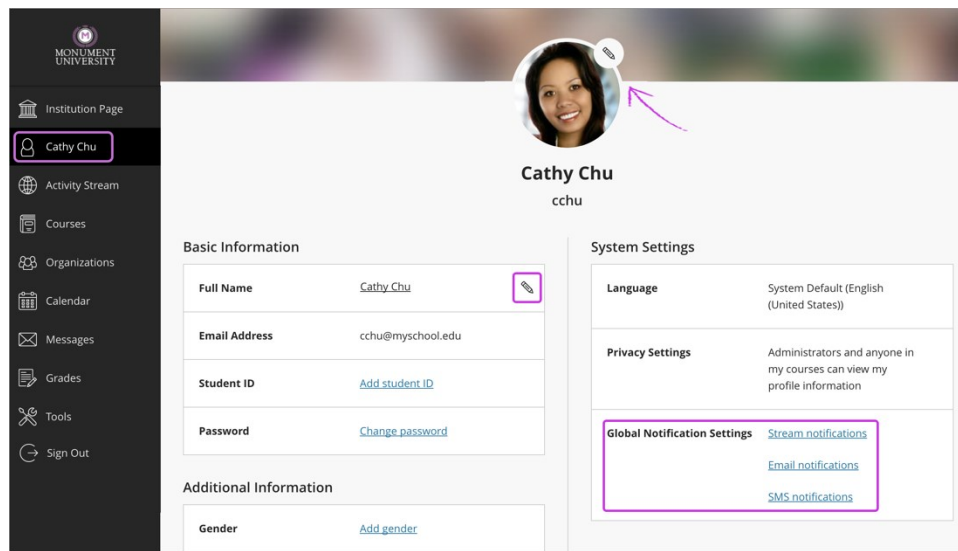 M
MONUMENT
UNIVERSITY
Institution Page
Cathy Chu
Activity Stream
Courses
Organizations
Calendar
Messages
Grades
Tools
Sign Out
Cathy Chu
cchu
Basic Information
Full Name Cathy Chu
Email Address cchu@myschool.edu
Student ID Add student ID
Password Change password
Additional Information
Gender Add gender
System Settings
Language System Default (English
(United States))
Privacy Settings Administrators and anyone in
my courses can view my
profile information
Global Notification Settings Stream notifications
Email notifications
SMS notifications